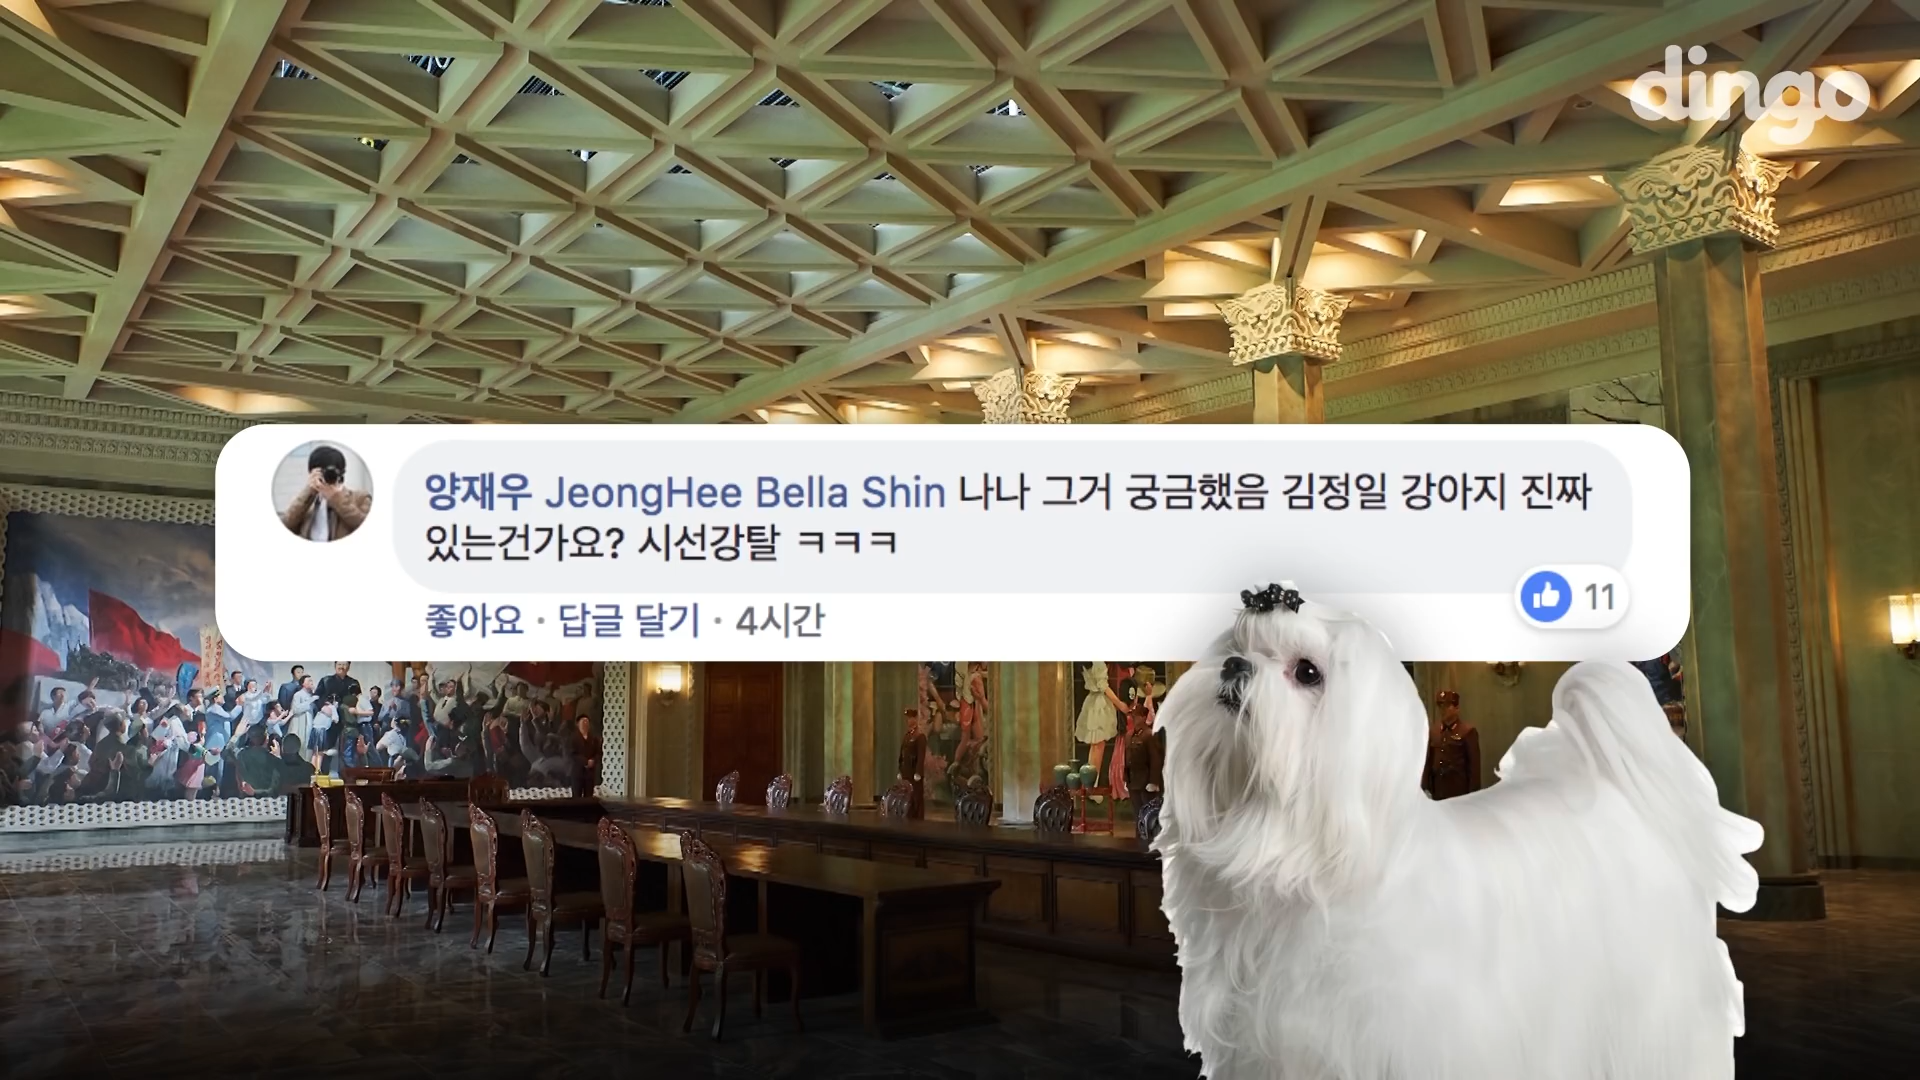 dingo
양재우 JeongHee Bella Shin 나나 그거 궁금했음 김정일 강아지 진짜
있는건가요? 시선강탈 ㅋㅋㅋ
좋아요 · 답글 달기 · 4시간
11